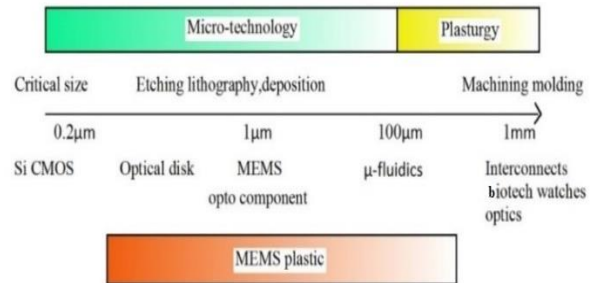 Micro-technology Plasturgy
Critical size Etching lithography,deposition Machining molding
0.2μm 1μm 100μm 1mm
Si CMOS Optical disk MEMS μ-fluidics Interconnects
opto component biotech watches
optics
MEMS plastic